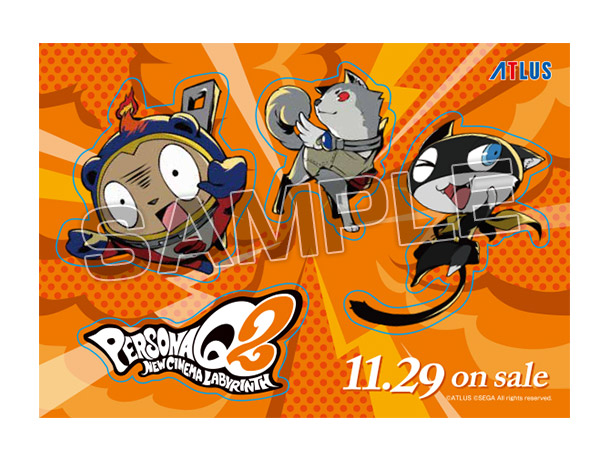 ATLUS
SAMPLE
PERSONA Q2
NEW CINEMA LABYRINTH
11.29 on sale
©ATLUS ©SEGA All rights reserved.